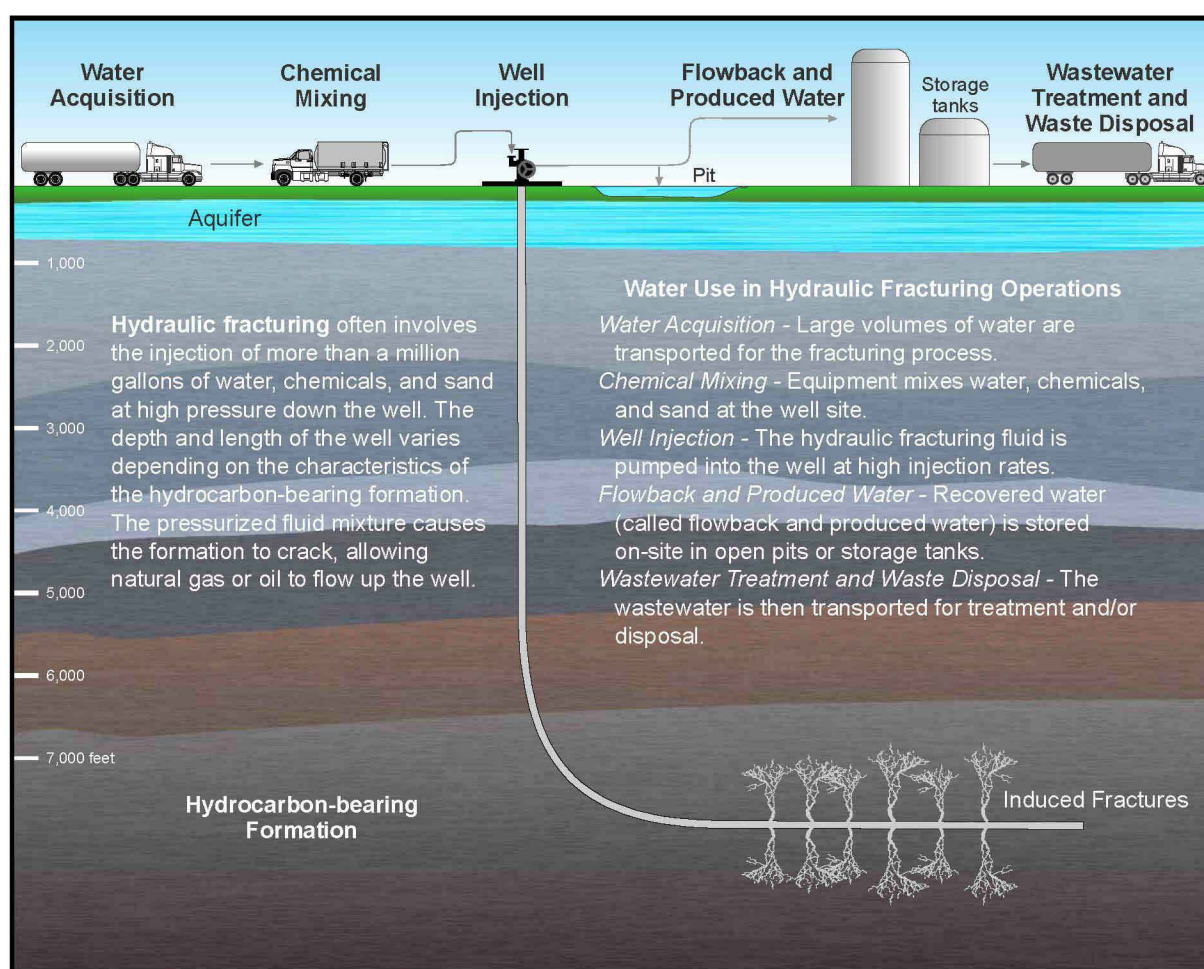 Water
Acquisition
Chemical
Mixing
Well
Injection
Flowback and
Produced Water
Storage
tanks
Wastewater
Treatment and
Waste Disposal
Pit
Aquifer
1,000
2,000
3,000
4,000
5,000
6,000
7,000 feet
Hydraulic fracturing often involves
the injection of more than a million
gallons of water, chemicals, and sand
at high pressure down the well. The
depth and length of the well varies
depending on the characteristics of
the hydrocarbon-bearing formation.
The pressurized fluid mixture causes
the formation to crack, allowing
natural gas or oil to flow up the well.
Water Use in Hydraulic Fracturing Operations
Water Acquisition - Large volumes of water are
transported for the fracturing process.
Chemical Mixing - Equipment mixes water, chemicals,
and sand at the well site.
Well Injection - The hydraulic fracturing fluid is
pumped into the well at high injection rates.
Flowback and Produced Water - Recovered water
(called flowback and produced water) is stored
on-site in open pits or storage tanks.
Wastewater Treatment and Waste Disposal - The
wastewater is then transported for treatment and/or
disposal.
Hydrocarbon-bearing
Formation
Induced Fractures